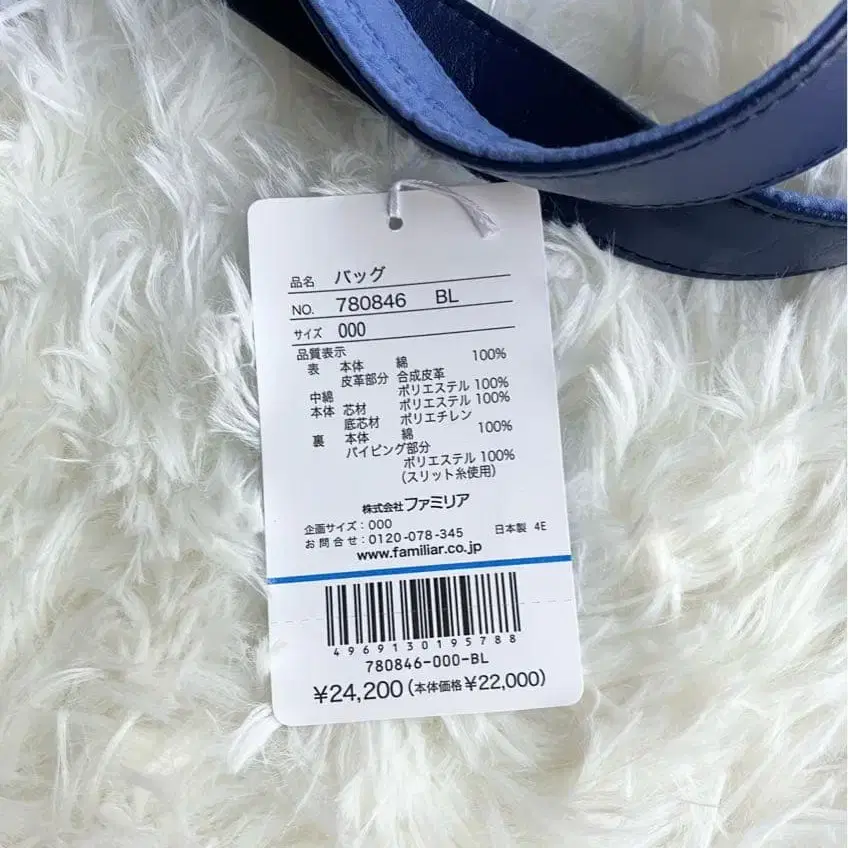 品名 バッグ
NO. 780846 BL
サイズ 000
品質表示
表 本体 綿 100%
皮革部分 合成皮革
中綿 ポリエステル 100%
本体 芯材 ポリエステル 100%
底芯材 ポリエチレン
裏 本体 綿 100%
パイピング部分
ポリエステル 100%
(スリット糸使用)
株式会社ファミリア
企画サイズ:000
お問合せ:0120-078-345 日本製 4E
www.familiar.co.jp
4969130195788
780846-000-BL
¥24,200(本体価格¥22,000)